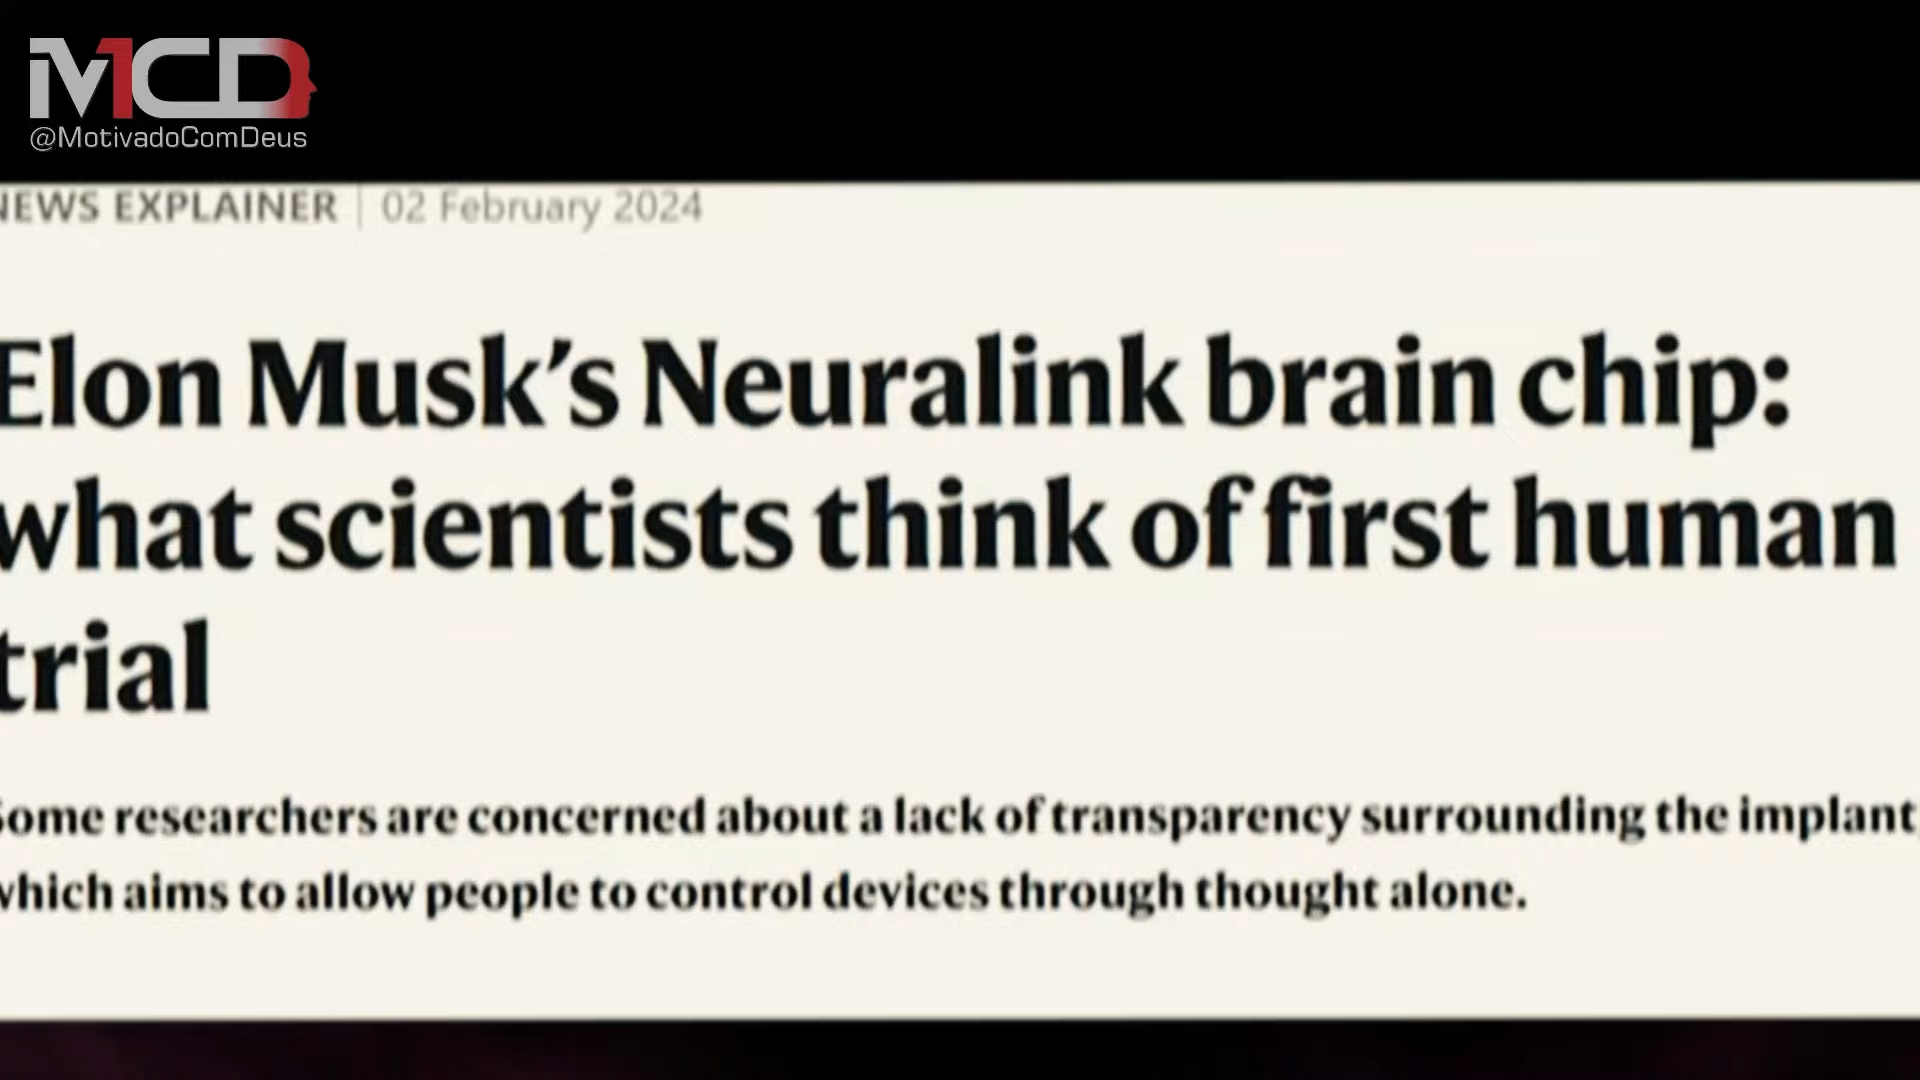 MCD
@MotivadoComDeus
NEWS EXPLAINER | 02 February 2024
Elon Musk’s Neuralink brain chip:
what scientists think of first human
trial
Some researchers are concerned about a lack of transparency surrounding the implant,
which aims to allow people to control devices through thought alone.